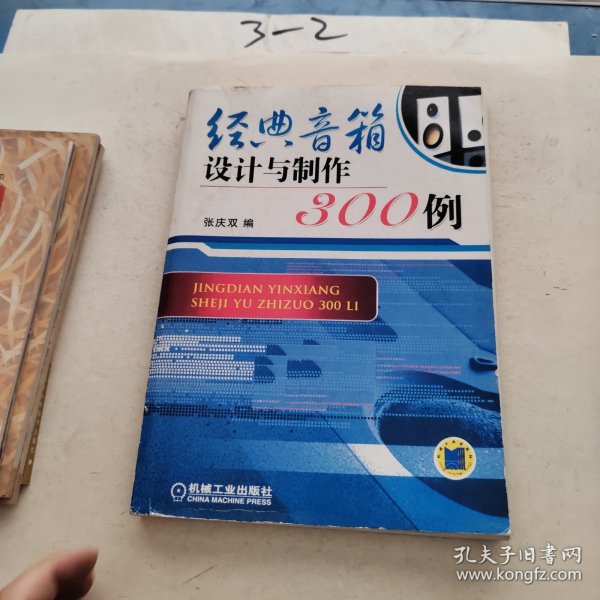 3-2
经典音箱
设计与制作
300例
张庆双 编
JINGDIAN YINXIANG
SHEJI YU ZHIZUO 300 LI
机械工业出版社
CHINA MACHINE PRESS
孔夫子旧书网
www.kongfz.com